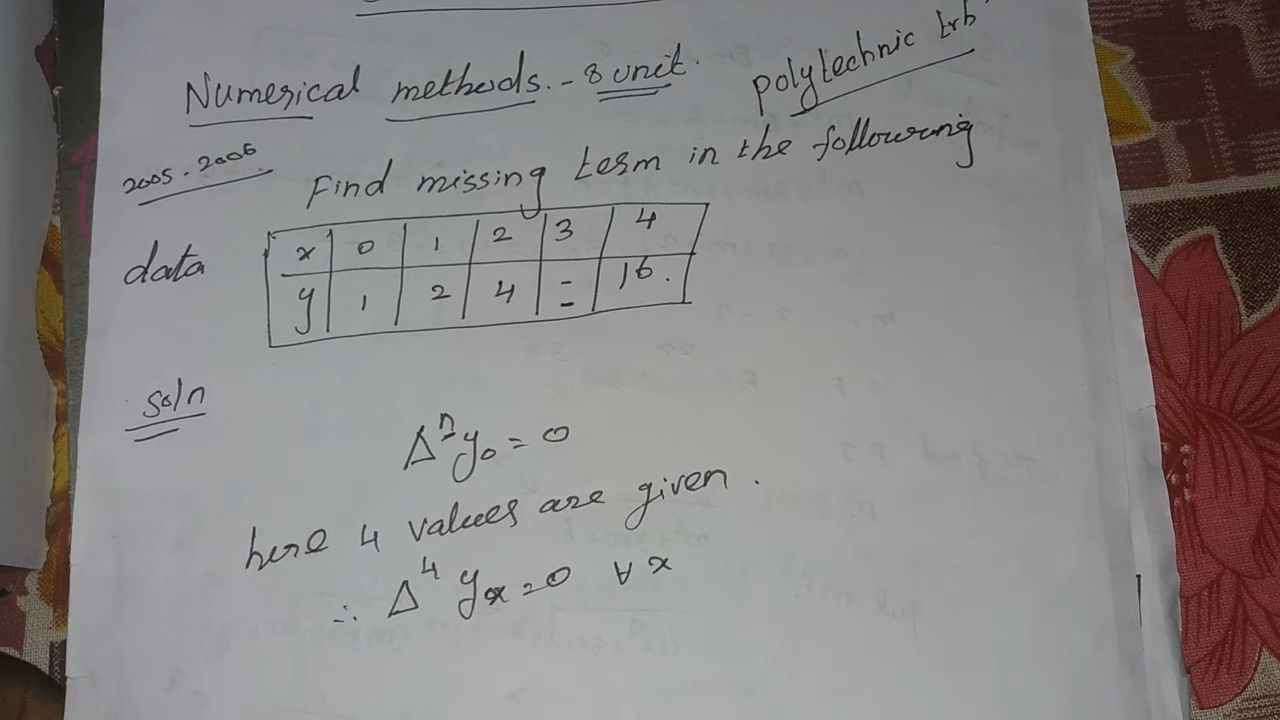 Numerical methods. - 8 unit.
polytechnic trb
2005-2006
Find missing term in the following
data
x 0 1 2 3 4
y 1 2 4 - 16.
Soln
Δⁿy₀ = 0
here 4 values are given.
∴ Δ⁴ yₓ = 0 ∀ x